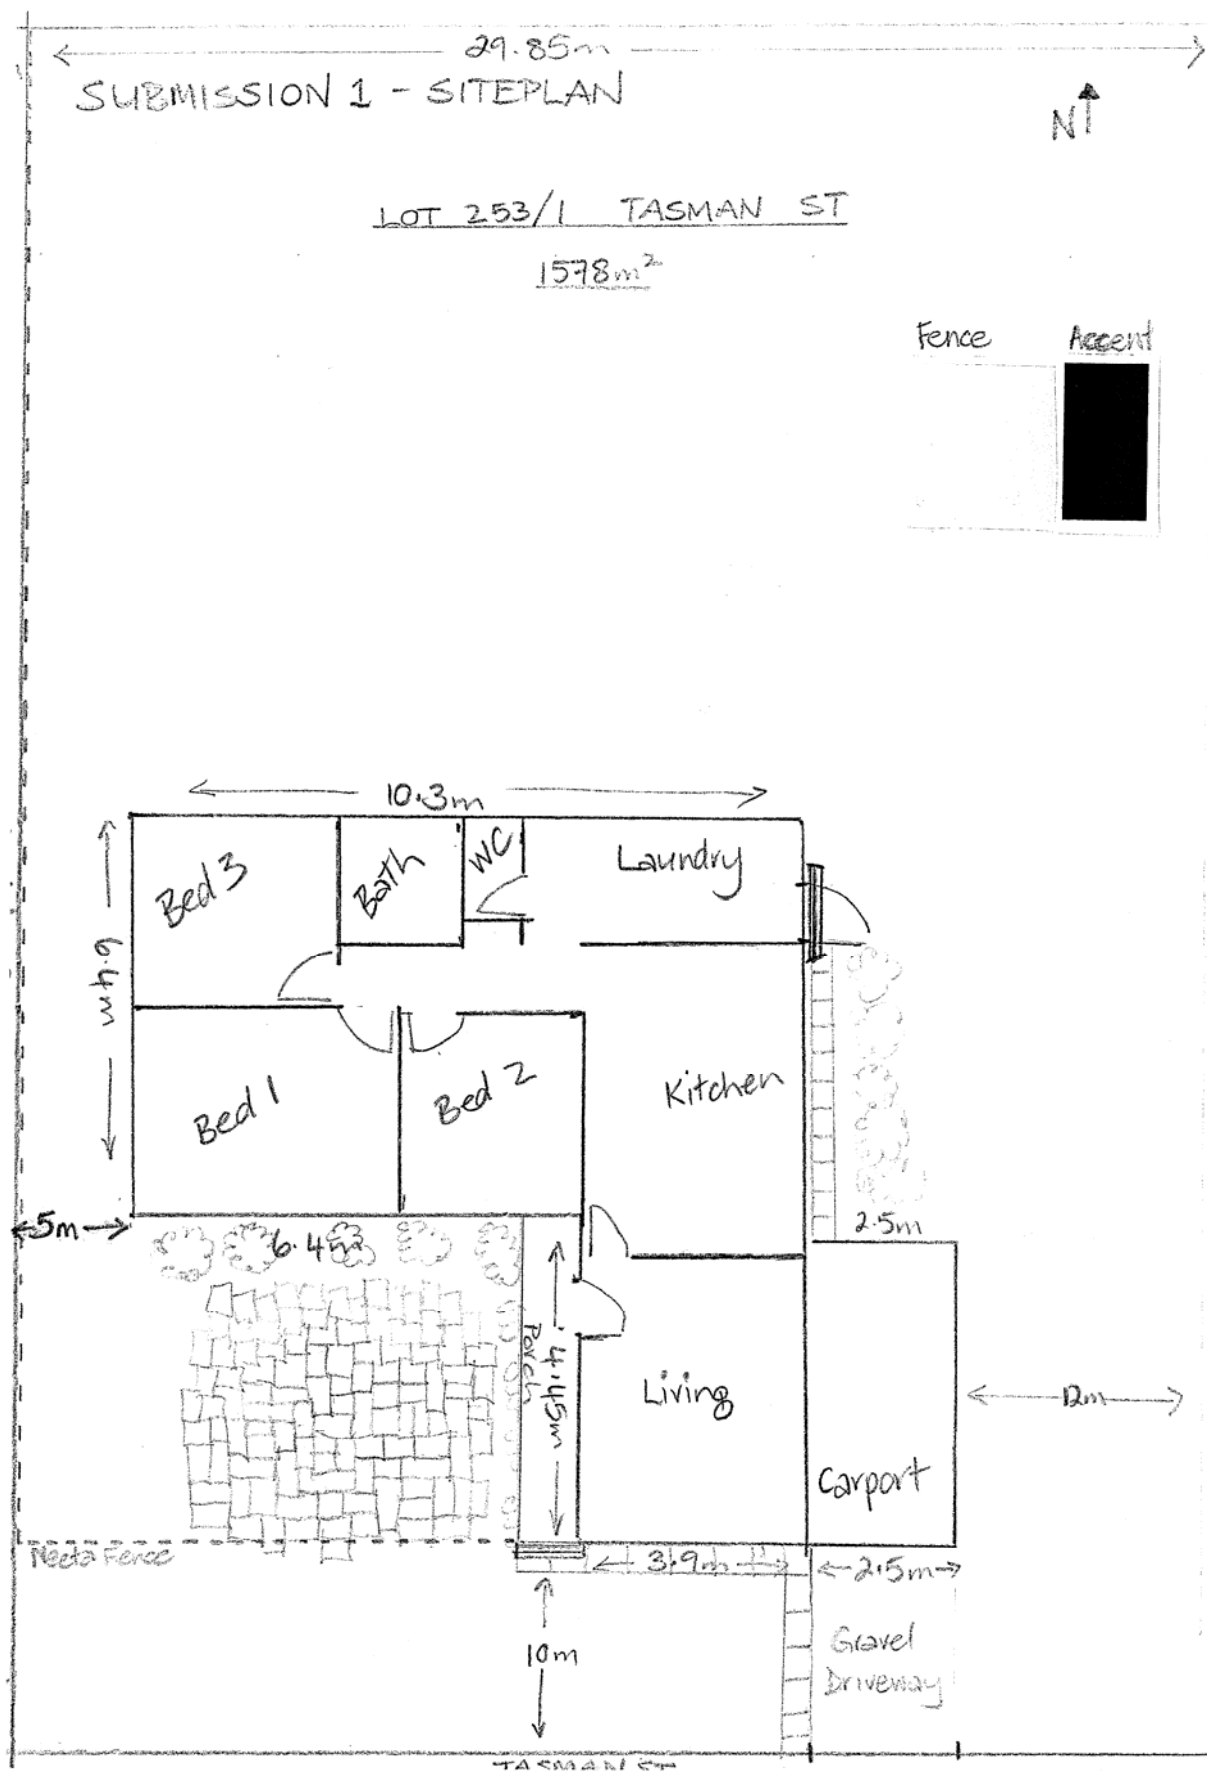 29.85m
SUBMISSION 1 - SITEPLAN
N
LOT 253/1 TASMAN ST
1578m²
Fence
Accent
10.3m
Bed 3
Bath
WC
Laundry
6.4m
Bed 1
Bed 2
Kitchen
5m
6.4m
2.5m
Porch
4.45m
Living
12m
Carport
Neeta Fence
3.9m
2.5m
10m
Gravel
Driveway
TASMAN ST